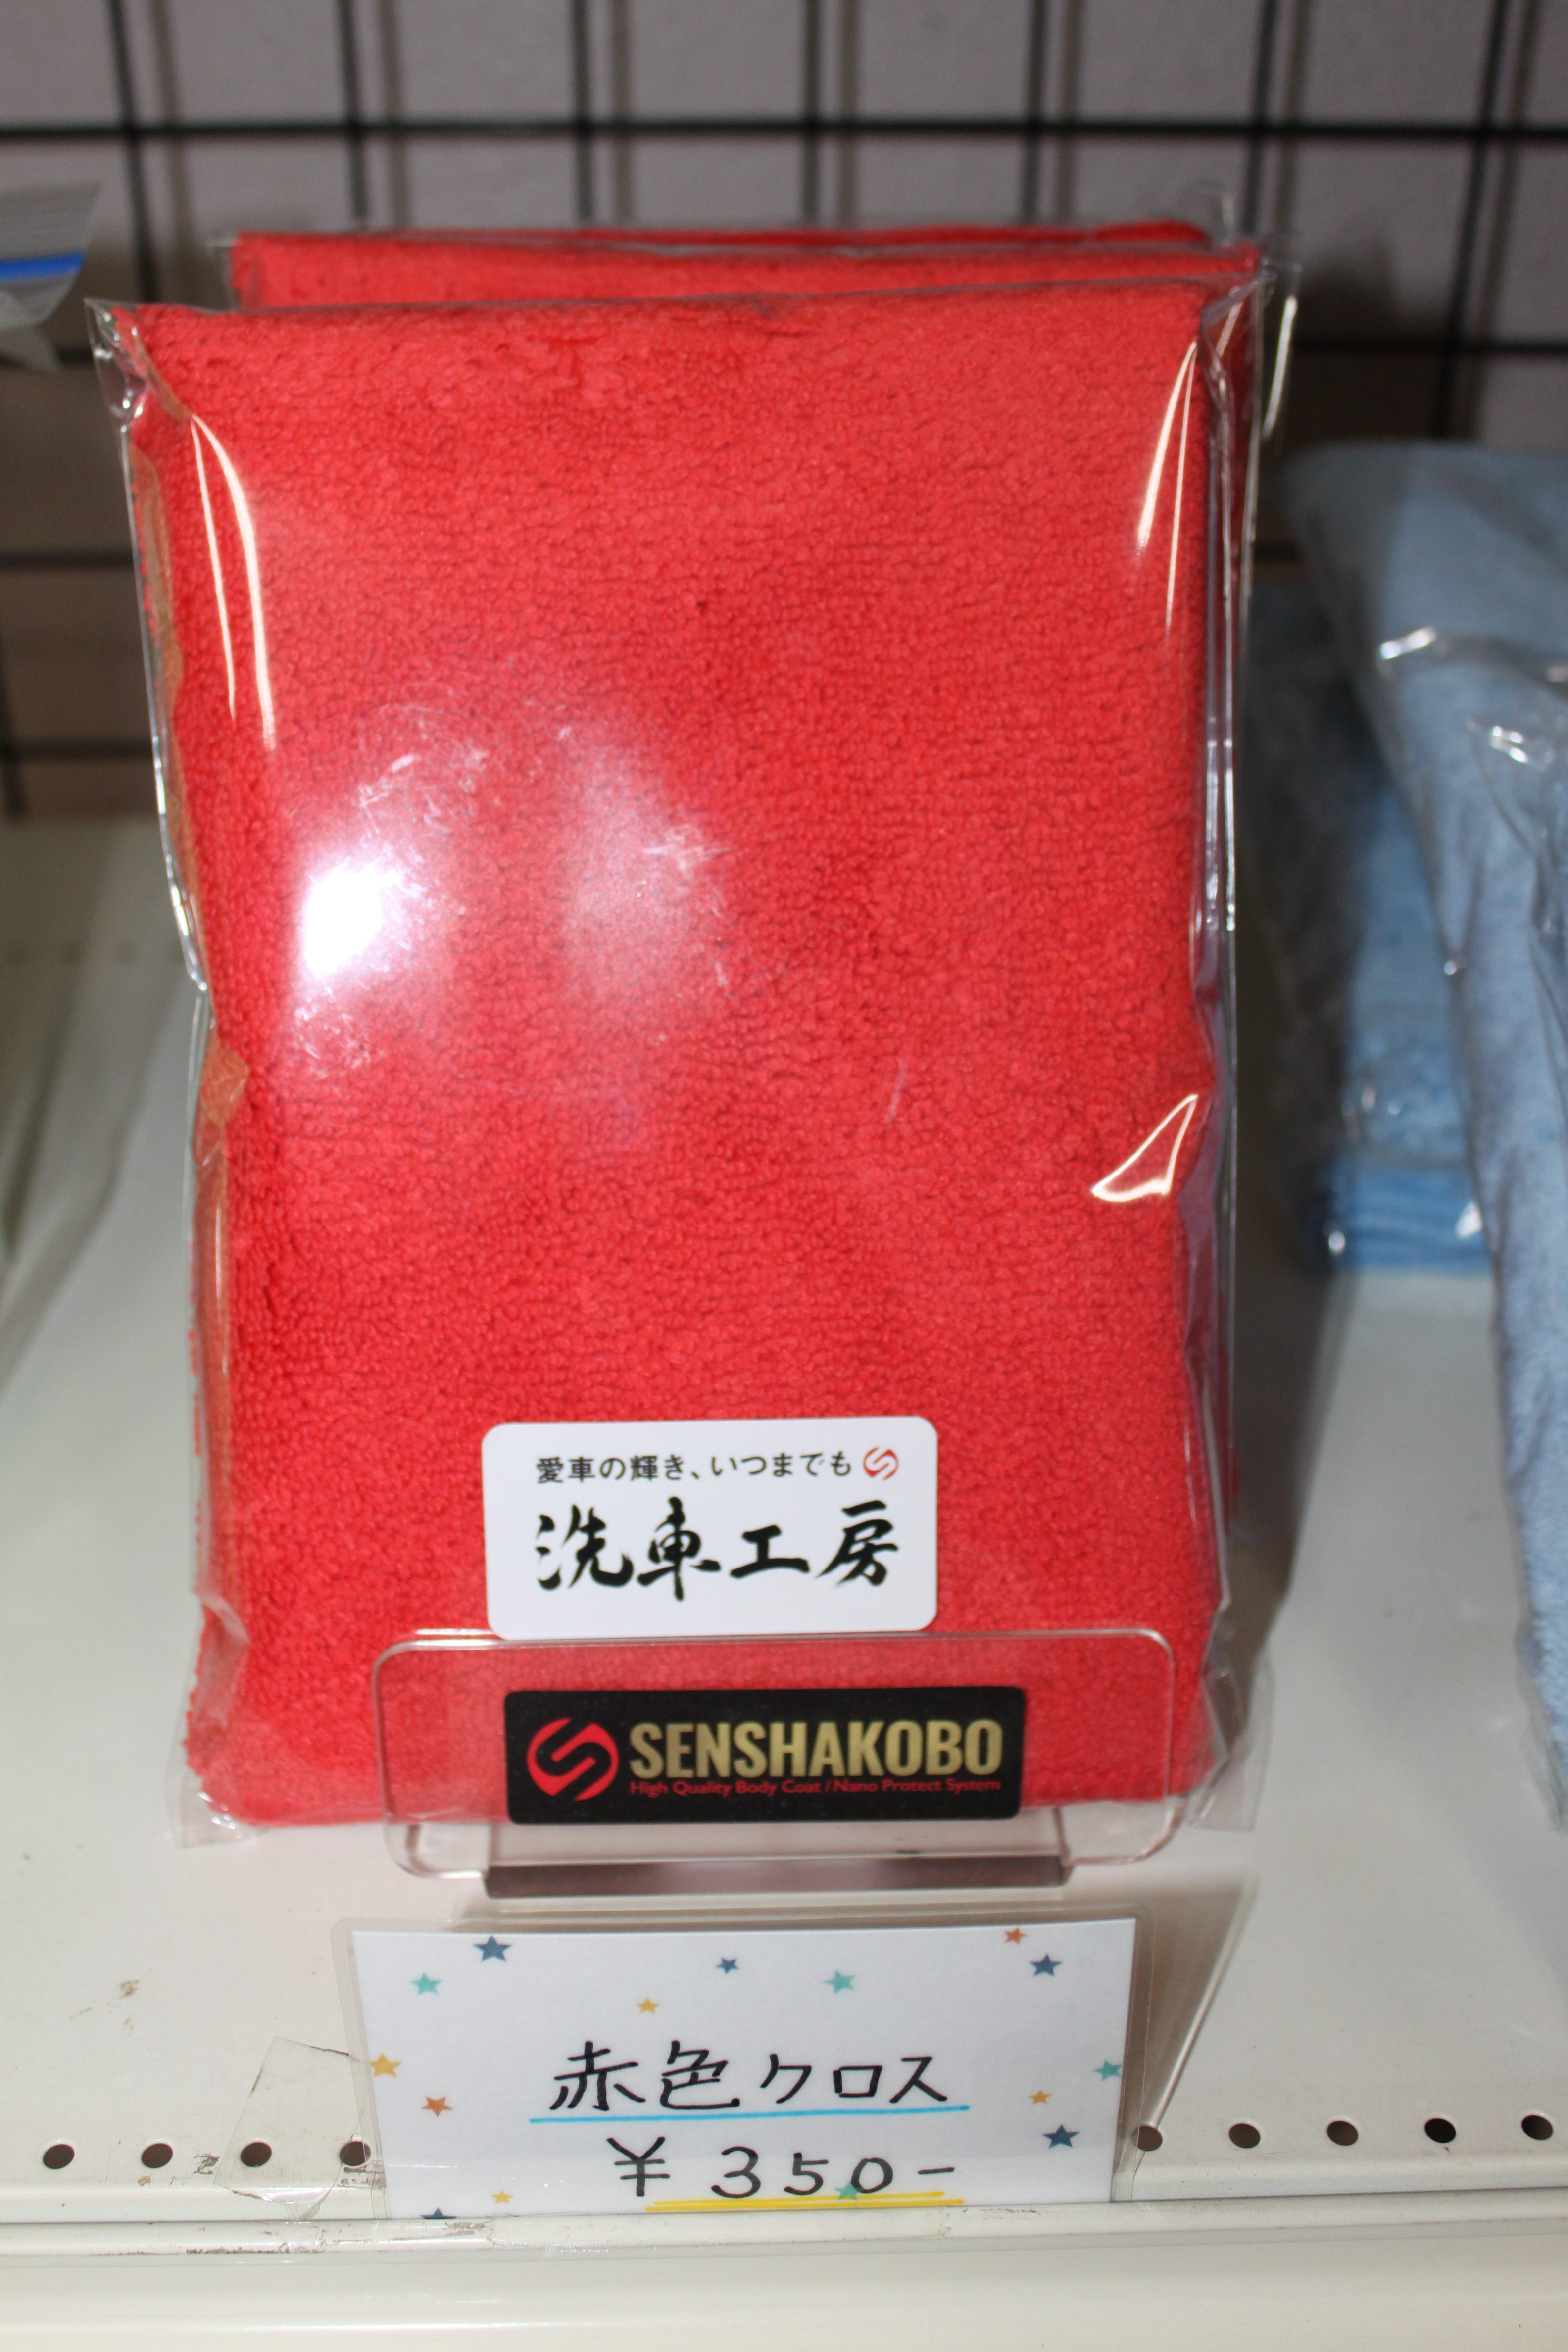 愛車の輝き、いつまでも
洗車工房
SENSHAKOBO
High Quality Body Coat / Nano Protect System
赤色クロス
¥350-